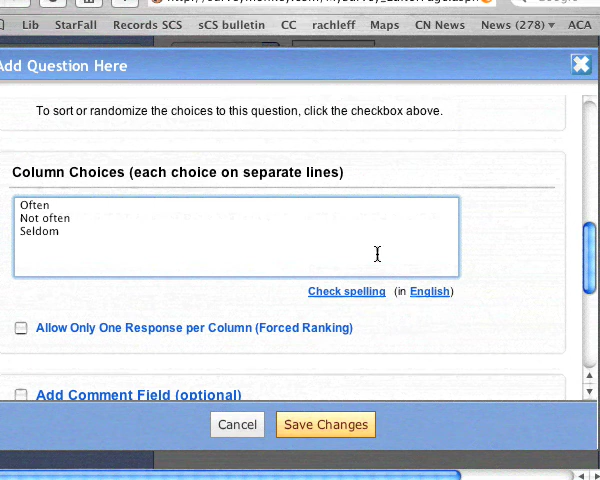 Lib StarFall Records SCS sCS bulletin CC rachleff Maps CN News News (278) ▾ ACA
Add Question Here
To sort or randomize the choices to this question, click the checkbox above.
Column Choices (each choice on separate lines)
Often
Not often
Seldom
Check spelling (in English)
Allow Only One Response per Column (Forced Ranking)
Add Comment Field (optional)
Cancel Save Changes